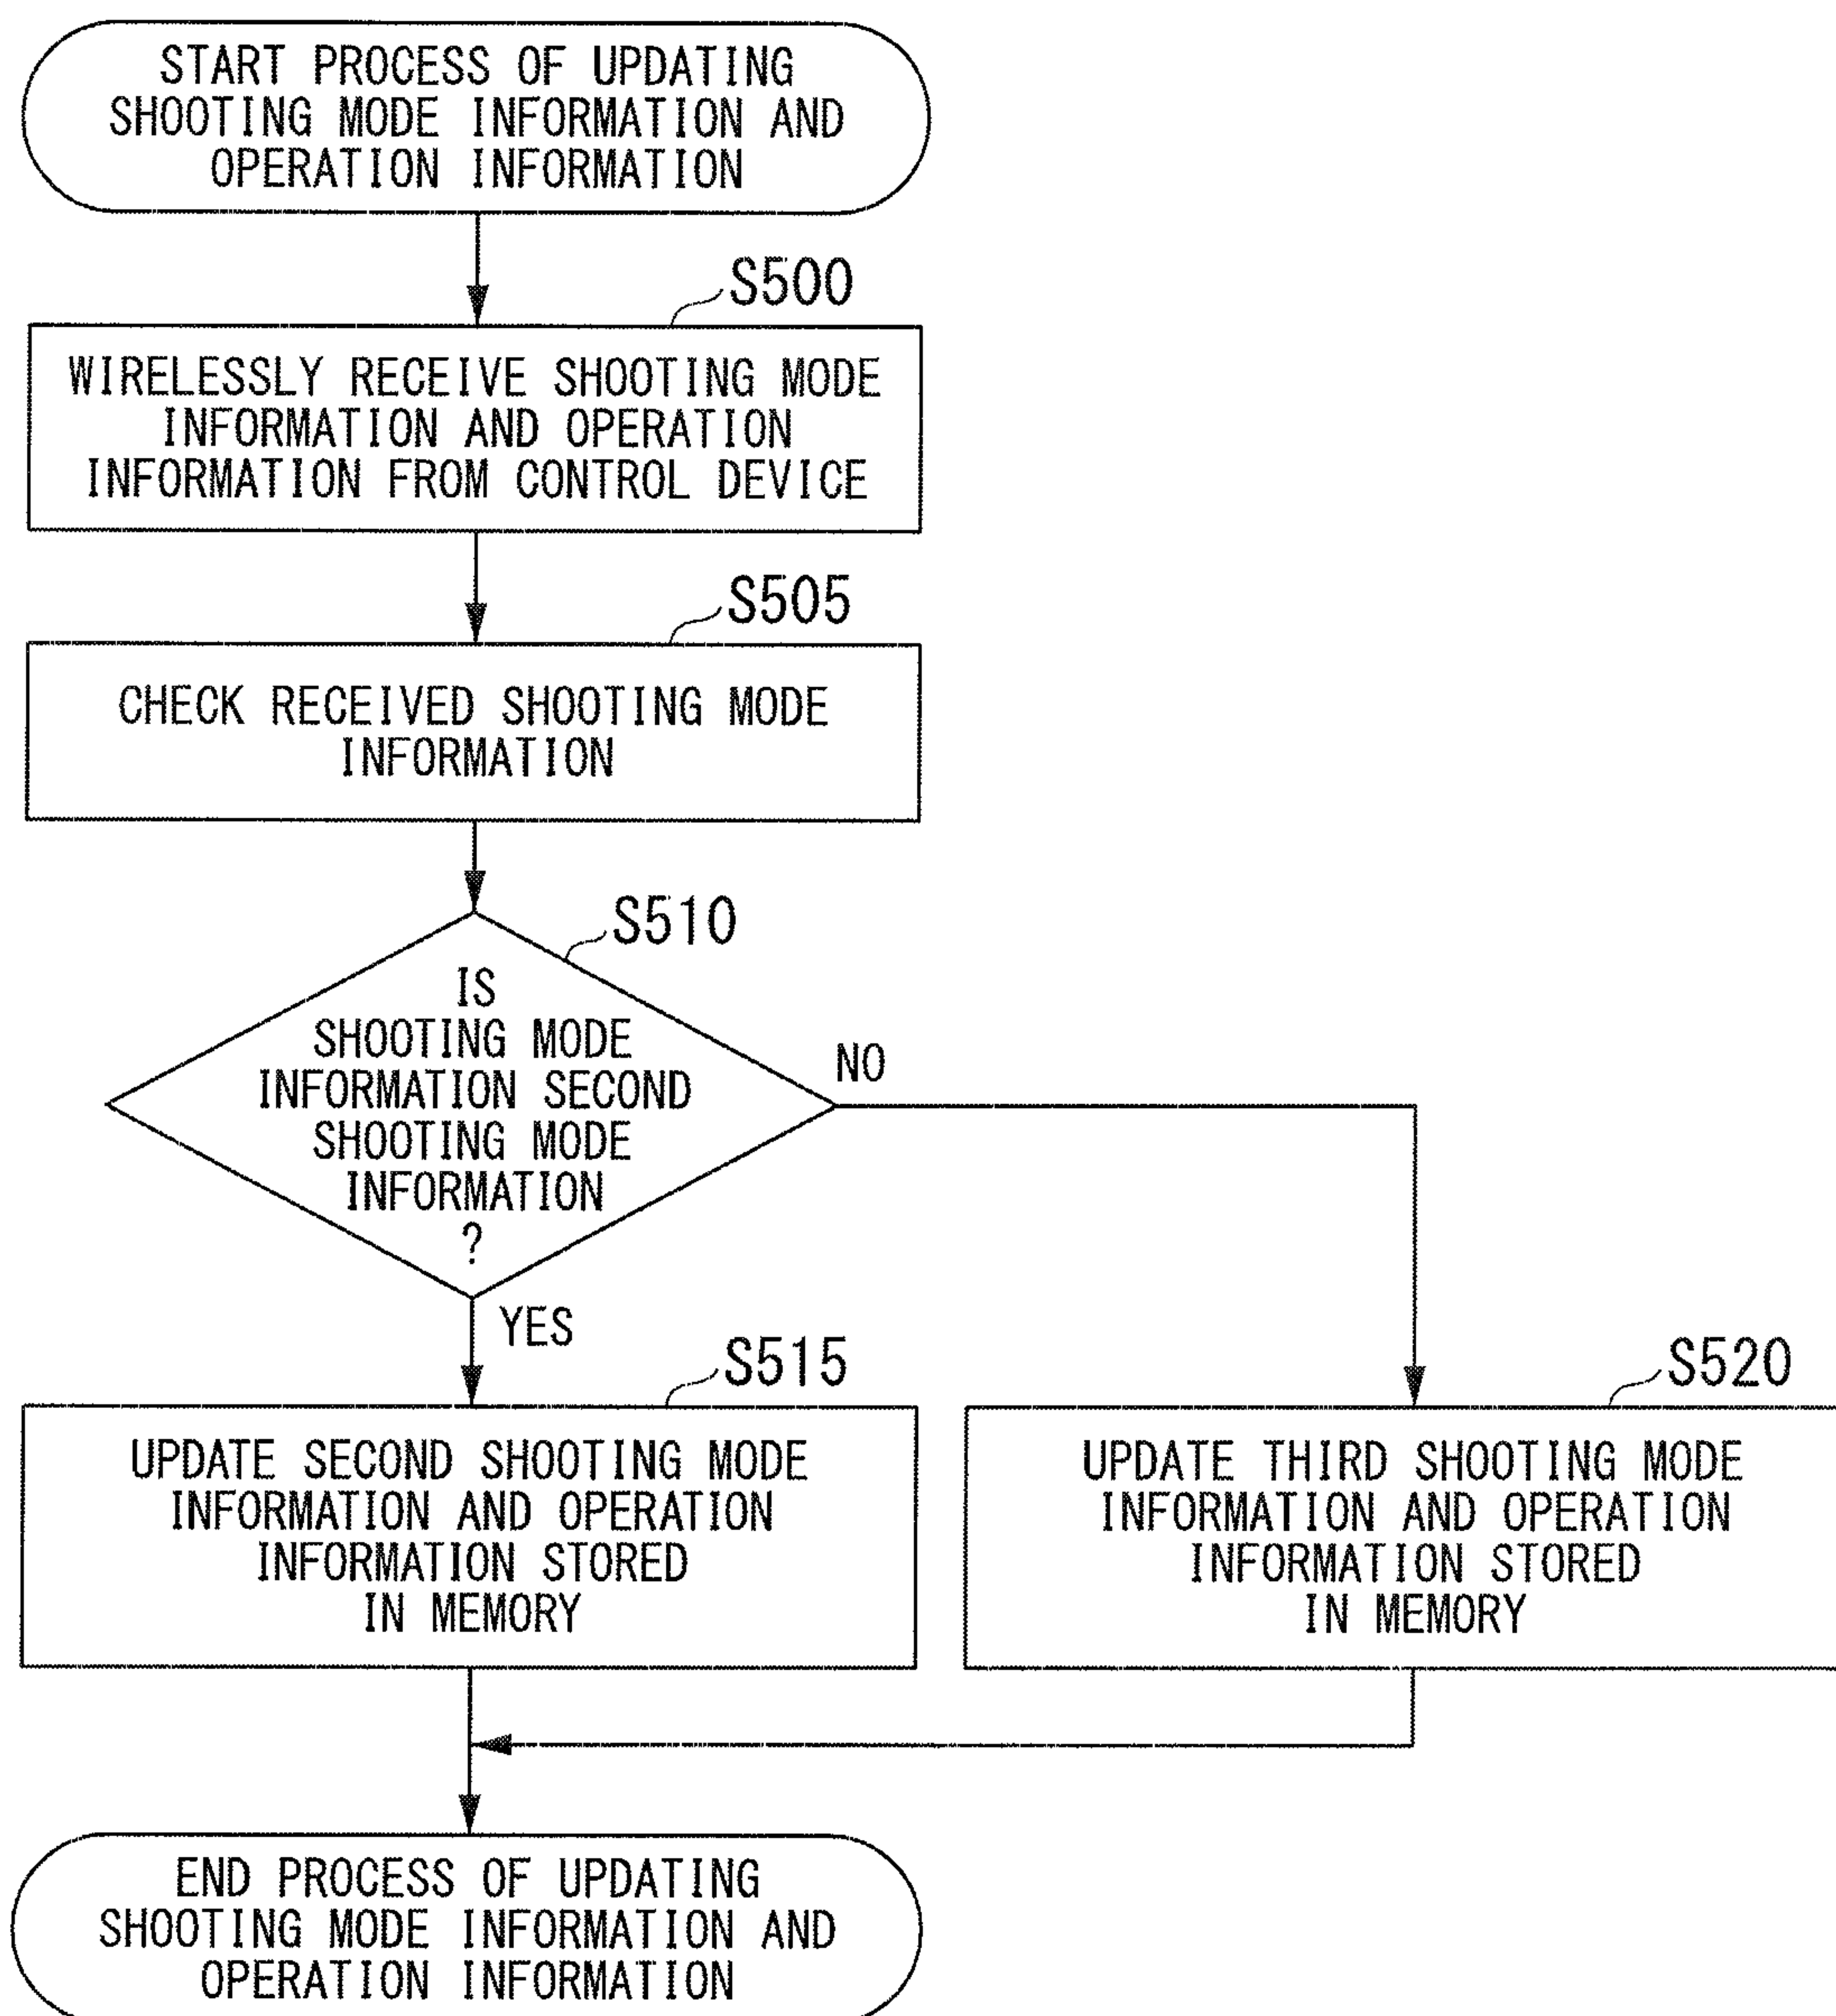 START PROCESS OF UPDATING
SHOOTING MODE INFORMATION AND
OPERATION INFORMATION
S500
WIRELESSLY RECEIVE SHOOTING MODE
INFORMATION AND OPERATION
INFORMATION FROM CONTROL DEVICE
S505
CHECK RECEIVED SHOOTING MODE
INFORMATION
S510
IS
SHOOTING MODE
INFORMATION SECOND
SHOOTING MODE
INFORMATION
?
NO
YES
S515
UPDATE SECOND SHOOTING MODE
INFORMATION AND OPERATION
INFORMATION STORED
IN MEMORY
S520
UPDATE THIRD SHOOTING MODE
INFORMATION AND OPERATION
INFORMATION STORED
IN MEMORY
END PROCESS OF UPDATING
SHOOTING MODE INFORMATION AND
OPERATION INFORMATION